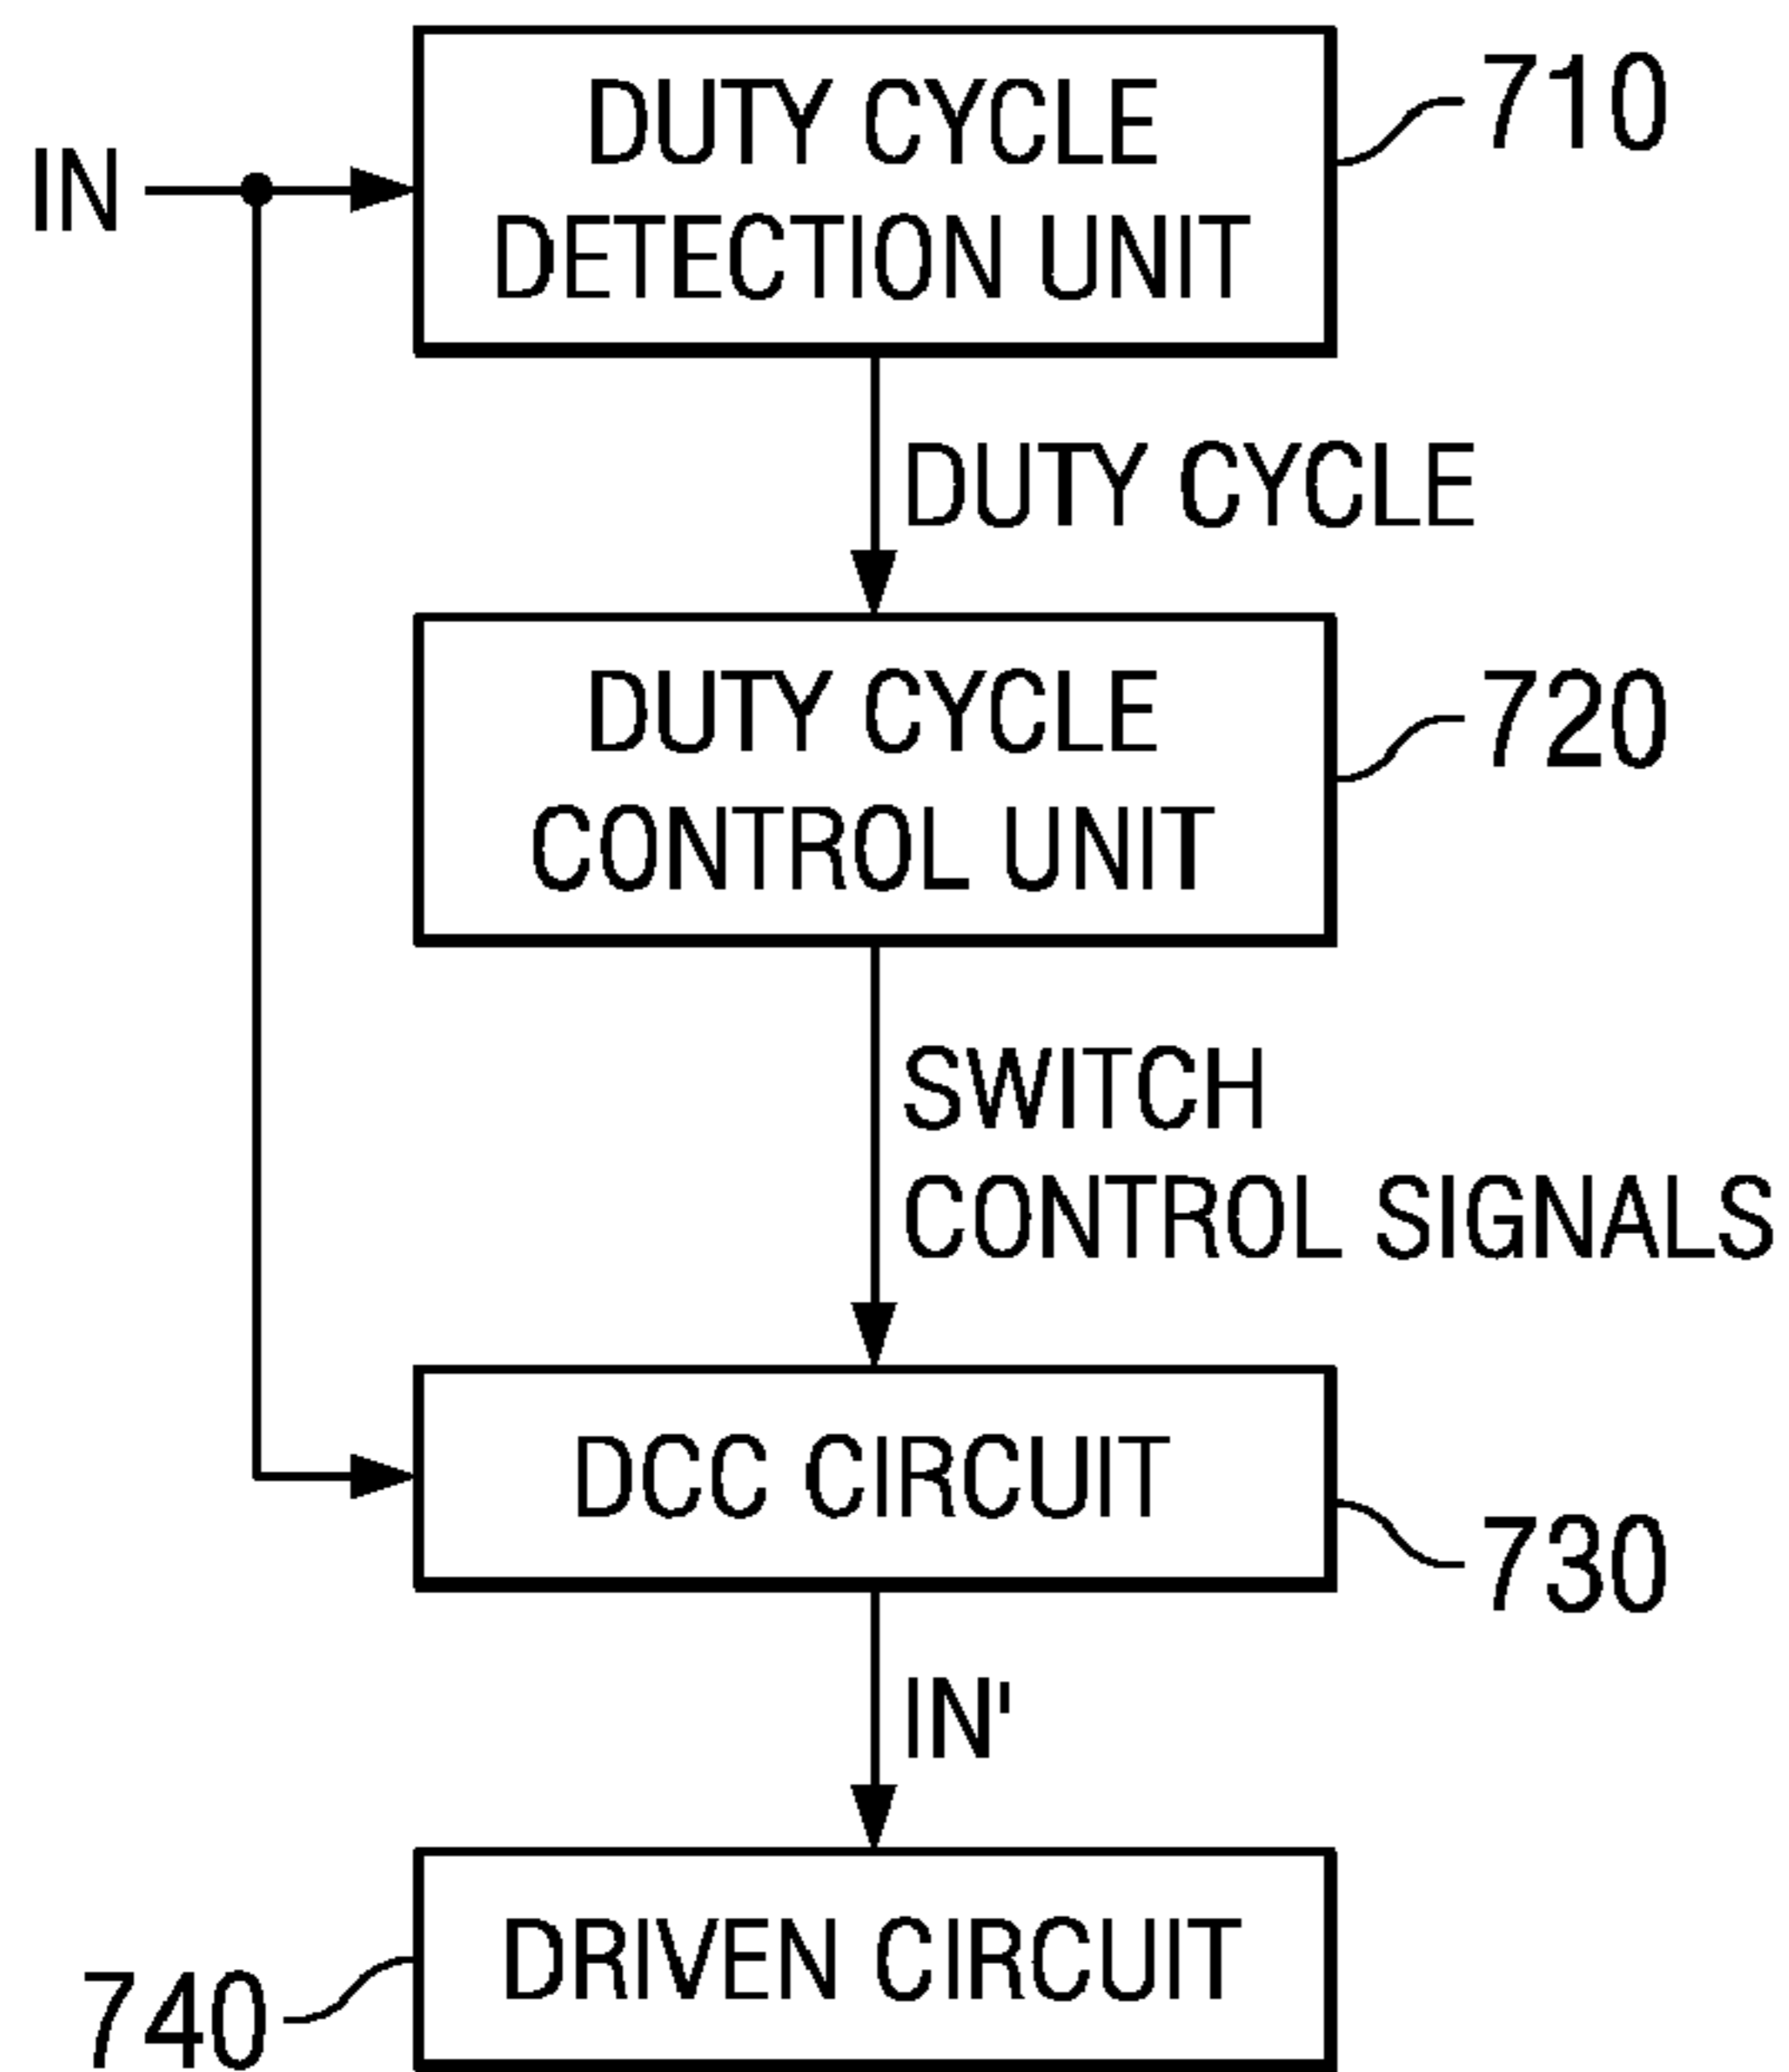 DUTY CYCLE
DETECTION UNIT
710
IN
DUTY CYCLE
DUTY CYCLE
CONTROL UNIT
720
SWITCH
CONTROL SIGNALS
DCC CIRCUIT
730
IN'
DRIVEN CIRCUIT
740